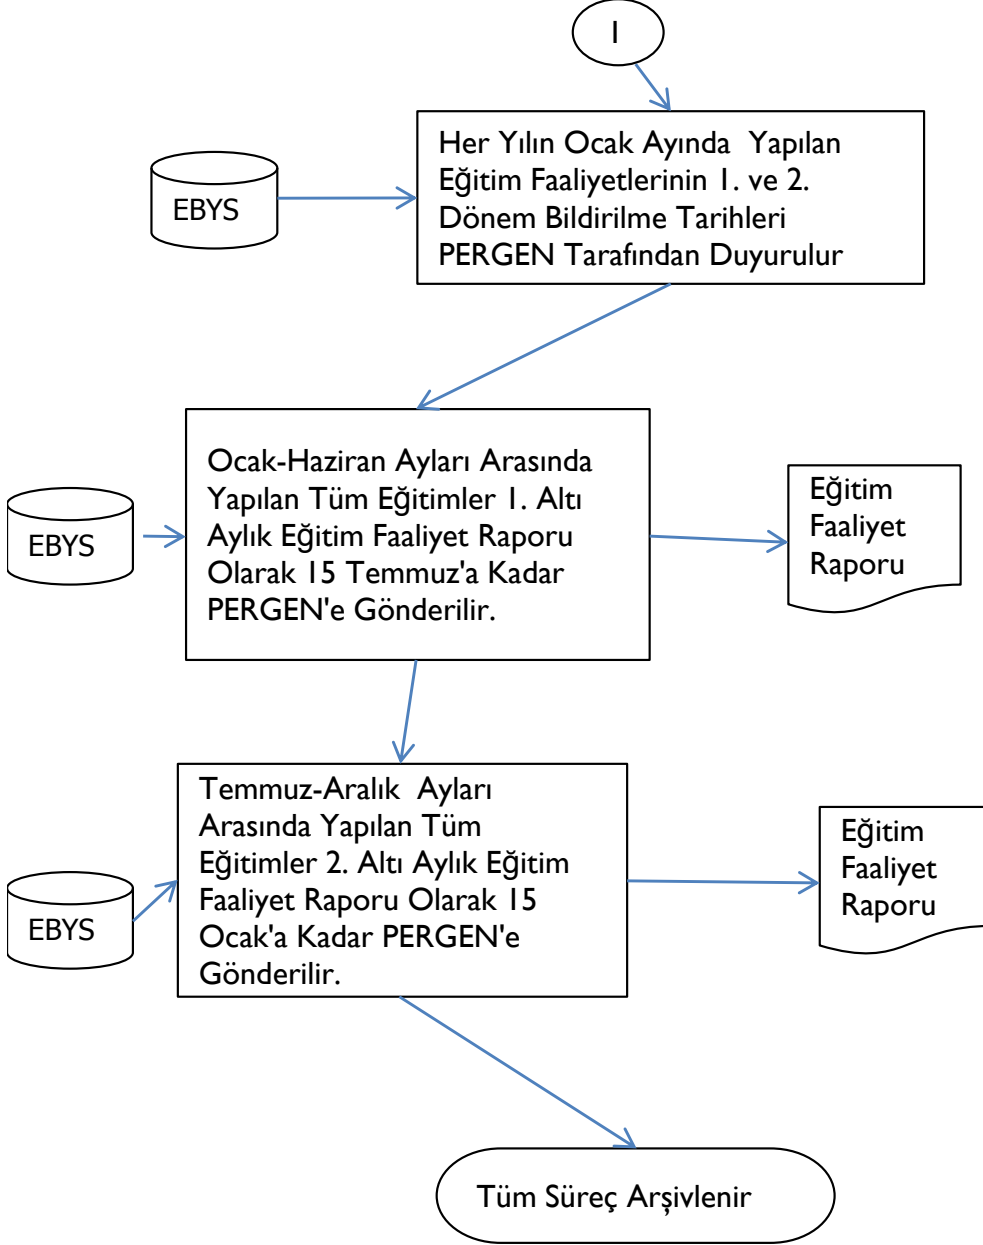 1
Her Yılın Ocak Ayında  Yapılan
Eğitim Faaliyetlerinin 1. ve 2.
Dönem Bildirilme Tarihleri
PERGEN Tarafından Duyurulur
EBYS
Ocak-Haziran Ayları Arasında
Yapılan Tüm Eğitimler 1. Altı
Aylık Eğitim Faaliyet Raporu
Olarak 15 Temmuz'a Kadar
PERGEN'e Gönderilir.
EBYS
Eğitim
Faaliyet
Raporu
Temmuz-Aralık  Ayları
Arasında Yapılan Tüm
Eğitimler 2. Altı Aylık Eğitim
Faaliyet Raporu Olarak 15
Ocak'a Kadar PERGEN'e
Gönderilir.
EBYS
Eğitim
Faaliyet
Raporu
Tüm Süreç Arşivlenir